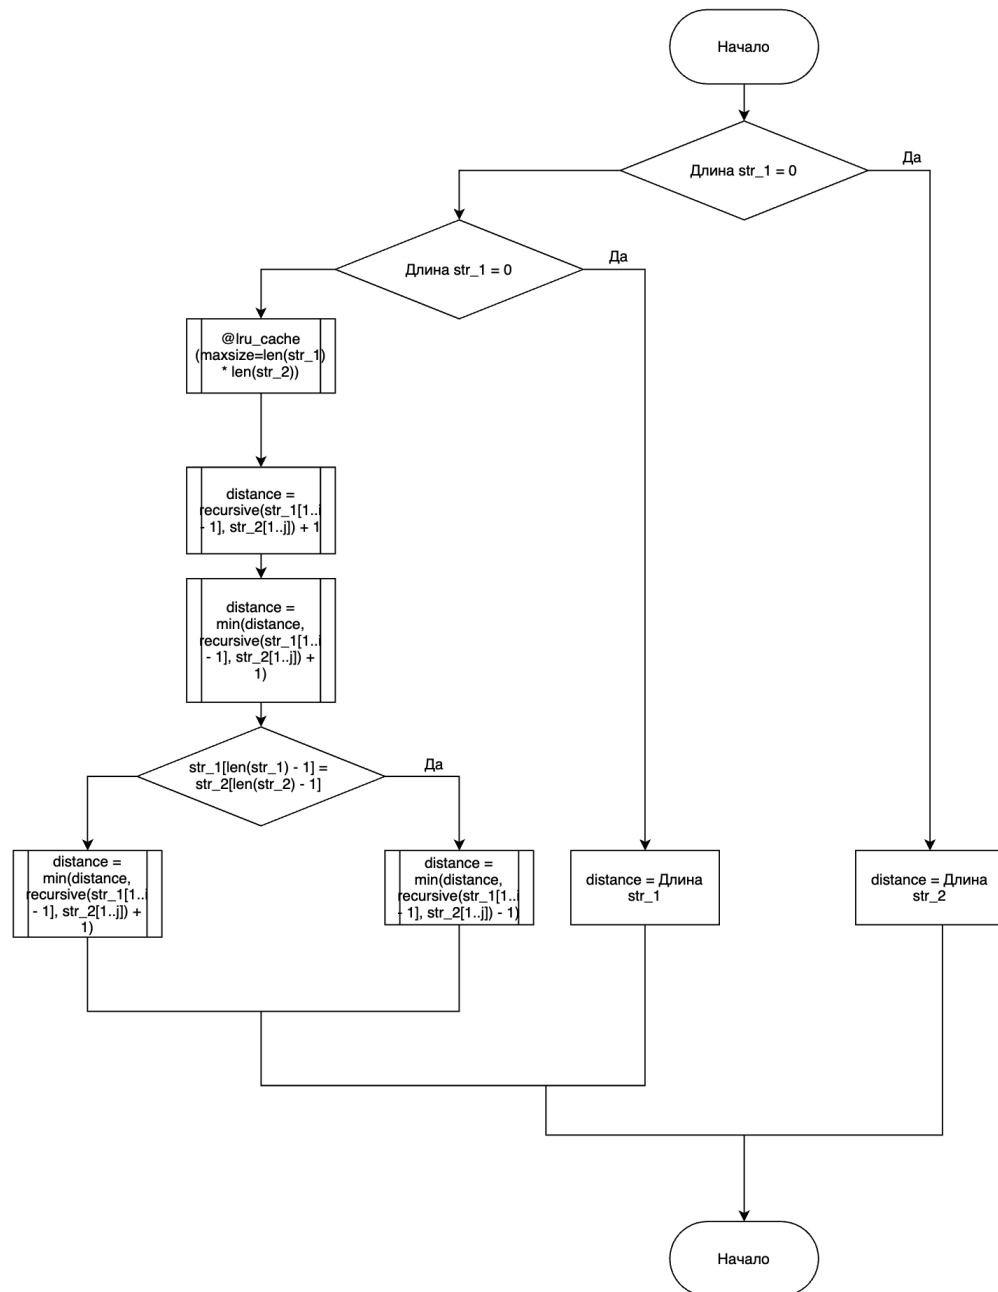 Начало
Да
Длина str_1 = 0
Да
Длина str_1 = 0
@lru_cache
(maxsize=len(str_1)
* len(str_2))
distance =
recursive(str_1[1..i
- 1], str_2[1..j]) + 1
distance =
min(distance,
recursive(str_1[1..i
- 1], str_2[1..j]) +
1)
Да
str_1[len(str_1) - 1] =
str_2[len(str_2) - 1]
distance =
min(distance,
recursive(str_1[1..i
- 1], str_2[1..j]) +
1)
distance =
min(distance,
recursive(str_1[1..i
- 1], str_2[1..j]) - 1)
distance = Длина
str_1
distance = Длина
str_2
Начало